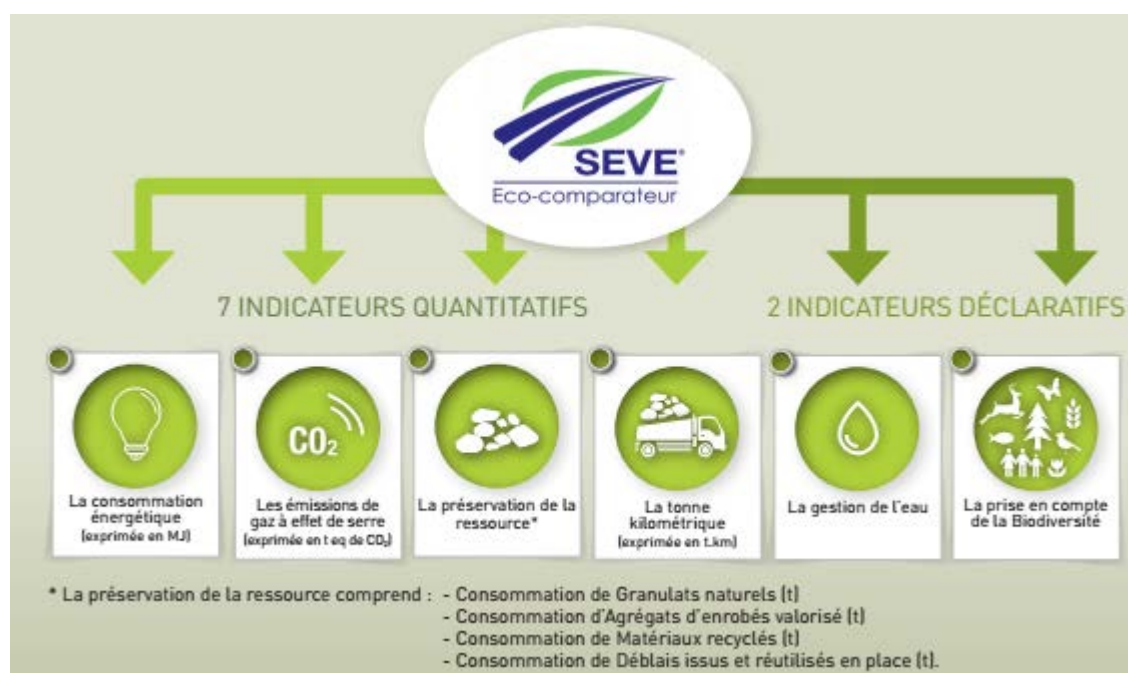 SEVE®
Eco-comparateur
7 INDICATEURS QUANTITATIFS
2 INDICATEURS DÉCLARATIFS
La consommation
énergétique
(exprimée en MJ)
CO₂
Les émissions de
gaz à effet de serre
(exprimée en t eq de CO₂)
La préservation de la
ressource*
La tonne
kilométrique
(exprimée en t.km)
La gestion de l'eau
La prise en compte
de la Biodiversité
* La préservation de la ressource comprend : - Consommation de Granulats naturels (t)
- Consommation d'Agrégats d'enrobés valorisé (t)
- Consommation de Matériaux recyclés (t)
- Consommation de Déblais issus et réutilisés en place (t).